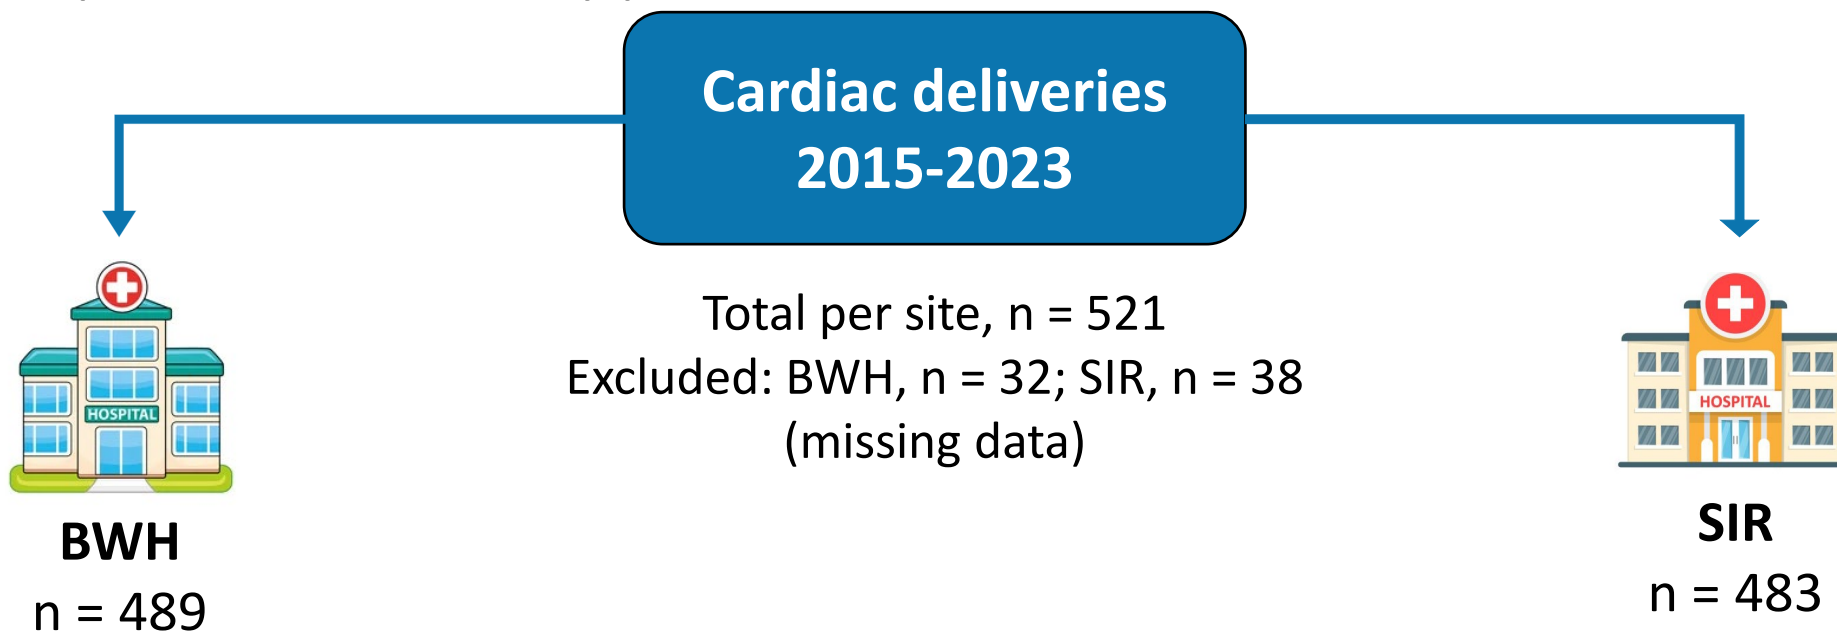 Cardiac deliveries
2015-2023
Total per site, n = 521
Excluded: BWH, n = 32; SIR, n = 38
(missing data)
HOSPITAL
BWH
n = 489
HOSPITAL
SIR
n = 483